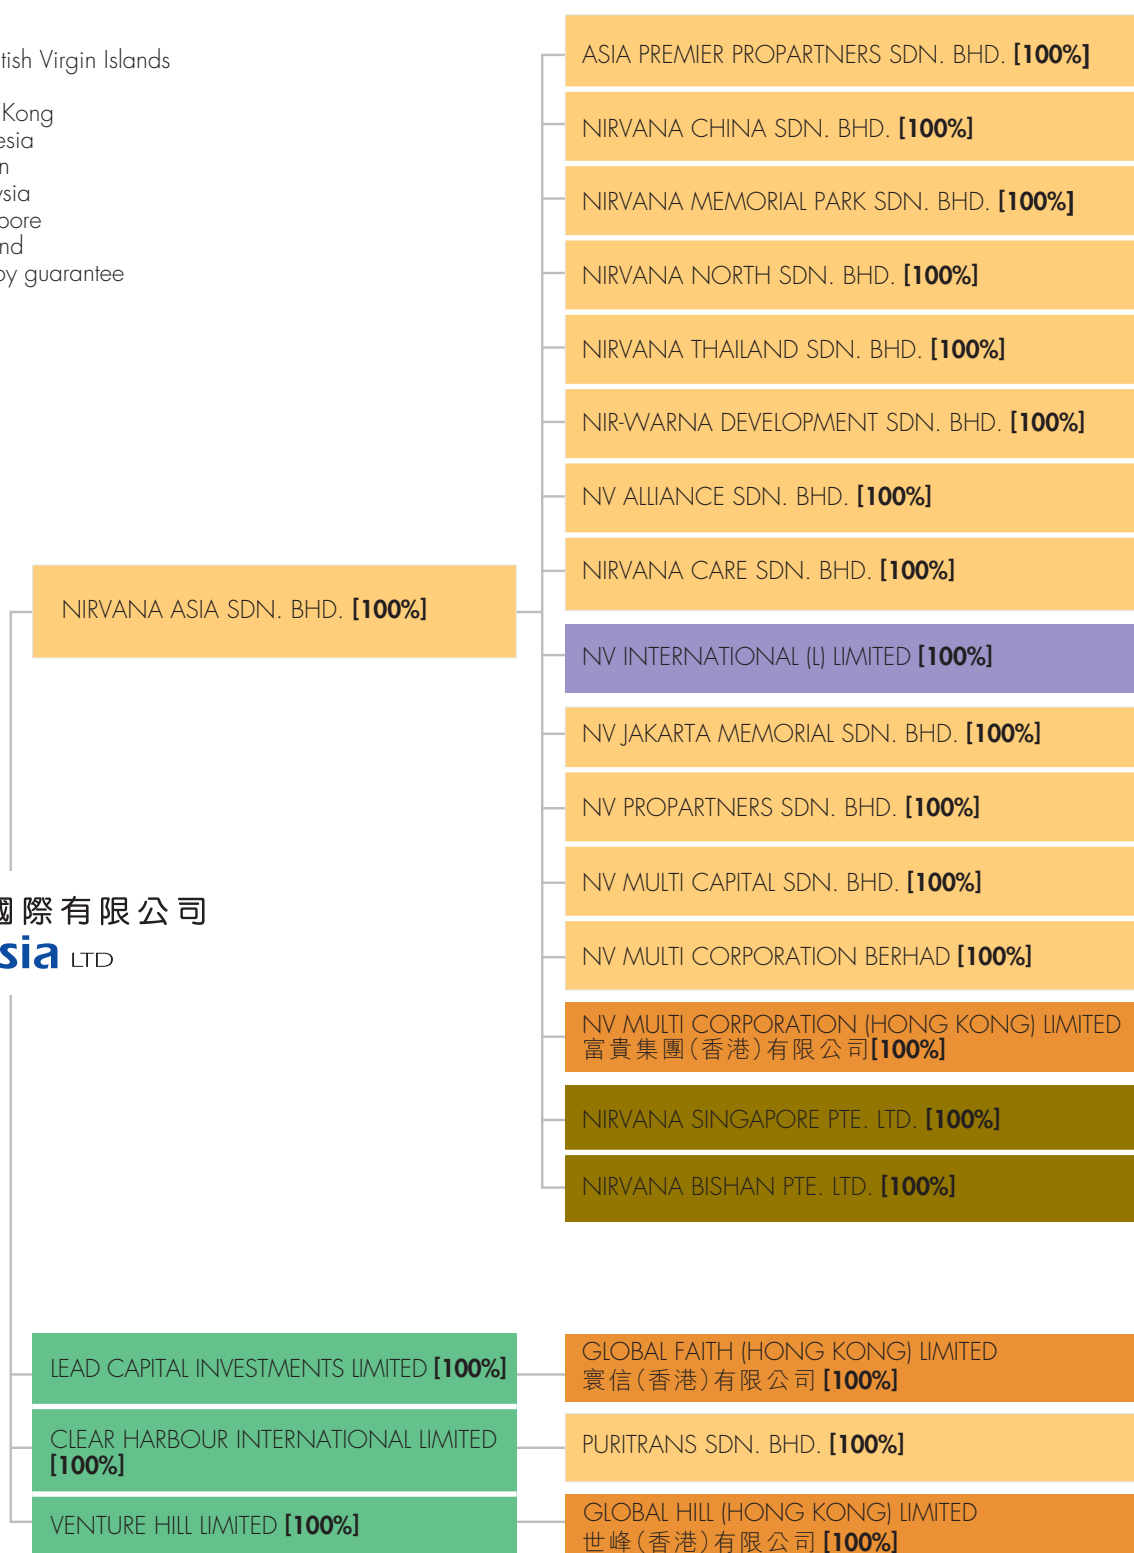 tish Virgin Islands
Kong
esia
n
ysia
pore
nd
by guarantee
ASIA PREMIER PROPARTNERS SDN. BHD. [100%]
NIRVANA CHINA SDN. BHD. [100%]
NIRVANA MEMORIAL PARK SDN. BHD. [100%]
NIRVANA NORTH SDN. BHD. [100%]
NIRVANA THAILAND SDN. BHD. [100%]
NIR-WARNA DEVELOPMENT SDN. BHD. [100%]
NV ALLIANCE SDN. BHD. [100%]
NIRVANA CARE SDN. BHD. [100%]
NIRVANA ASIA SDN. BHD. [100%]
NV INTERNATIONAL (L) LIMITED [100%]
NV JAKARTA MEMORIAL SDN. BHD. [100%]
NV PROPARTNERS SDN. BHD. [100%]
NV MULTI CAPITAL SDN. BHD. [100%]
國際有限公司
sia LTD
NV MULTI CORPORATION BERHAD [100%]
NV MULTI CORPORATION (HONG KONG) LIMITED
富貴集團(香港)有限公司[100%]
NIRVANA SINGAPORE PTE. LTD. [100%]
NIRVANA BISHAN PTE. LTD. [100%]
LEAD CAPITAL INVESTMENTS LIMITED [100%]
GLOBAL FAITH (HONG KONG) LIMITED
寰信(香港)有限公司 [100%]
CLEAR HARBOUR INTERNATIONAL LIMITED
[100%]
PURITRANS SDN. BHD. [100%]
VENTURE HILL LIMITED [100%]
GLOBAL HILL (HONG KONG) LIMITED
世峰(香港)有限公司 [100%]